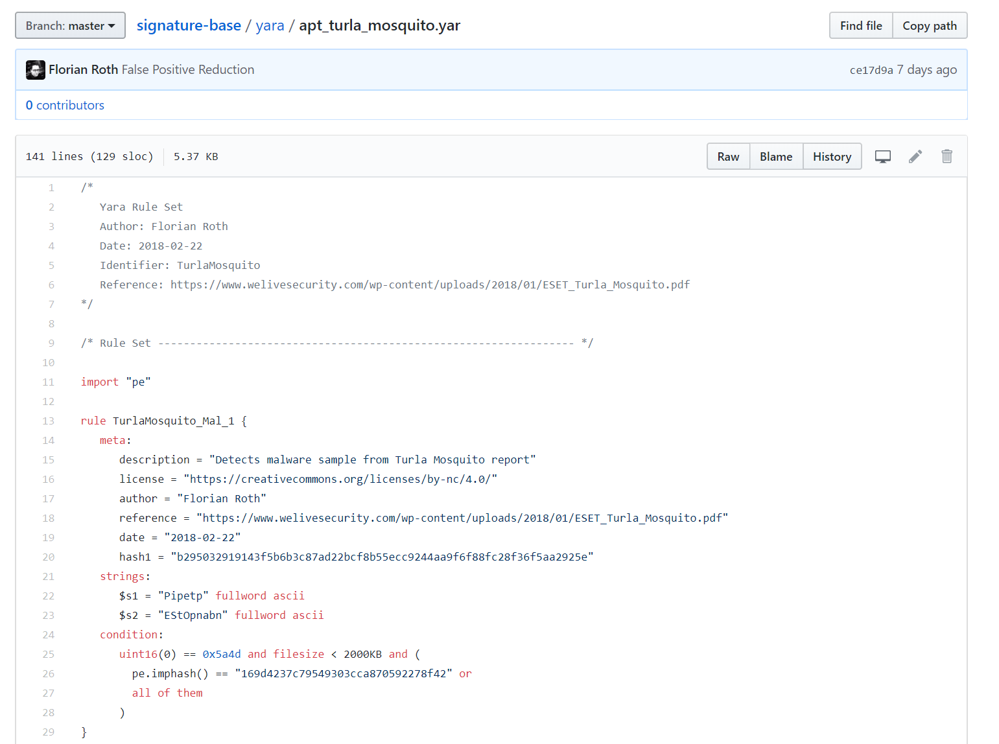 Branch: master signature-base / yara / apt_turla_mosquito.yar Find file Copy path
Florian Roth False Positive Reduction ce17d9a 7 days ago
0 contributors
141 lines (129 sloc) 5.37 KB Raw Blame History
1 /*
2 Yara Rule Set
3 Author: Florian Roth
4 Date: 2018-02-22
5 Identifier: TurlaMosquito
6 Reference: https://www.welivesecurity.com/wp-content/uploads/2018/01/ESET_Turla_Mosquito.pdf
7 */
8
9 /* Rule Set ----------------------------------------------------------------- */
10
11 import "pe"
12
13 rule TurlaMosquito_Mal_1 {
14 meta:
15 description = "Detects malware sample from Turla Mosquito report"
16 license = "https://creativecommons.org/licenses/by-nc/4.0/"
17 author = "Florian Roth"
18 reference = "https://www.welivesecurity.com/wp-content/uploads/2018/01/ESET_Turla_Mosquito.pdf"
19 date = "2018-02-22"
20 hash1 = "b295032919143f5b6b3c87ad22bcf8b55ecc9244aa9f6f88fc28f36f5aa2925e"
21 strings:
22 $s1 = "Pipetp" fullword ascii
23 $s2 = "EStOpnabn" fullword ascii
24 condition:
25 uint16(0) == 0x5a4d and filesize < 2000KB and (
26 pe.imphash() == "169d4237c79549303cca870592278f42" or
27 all of them
28 )
29 }